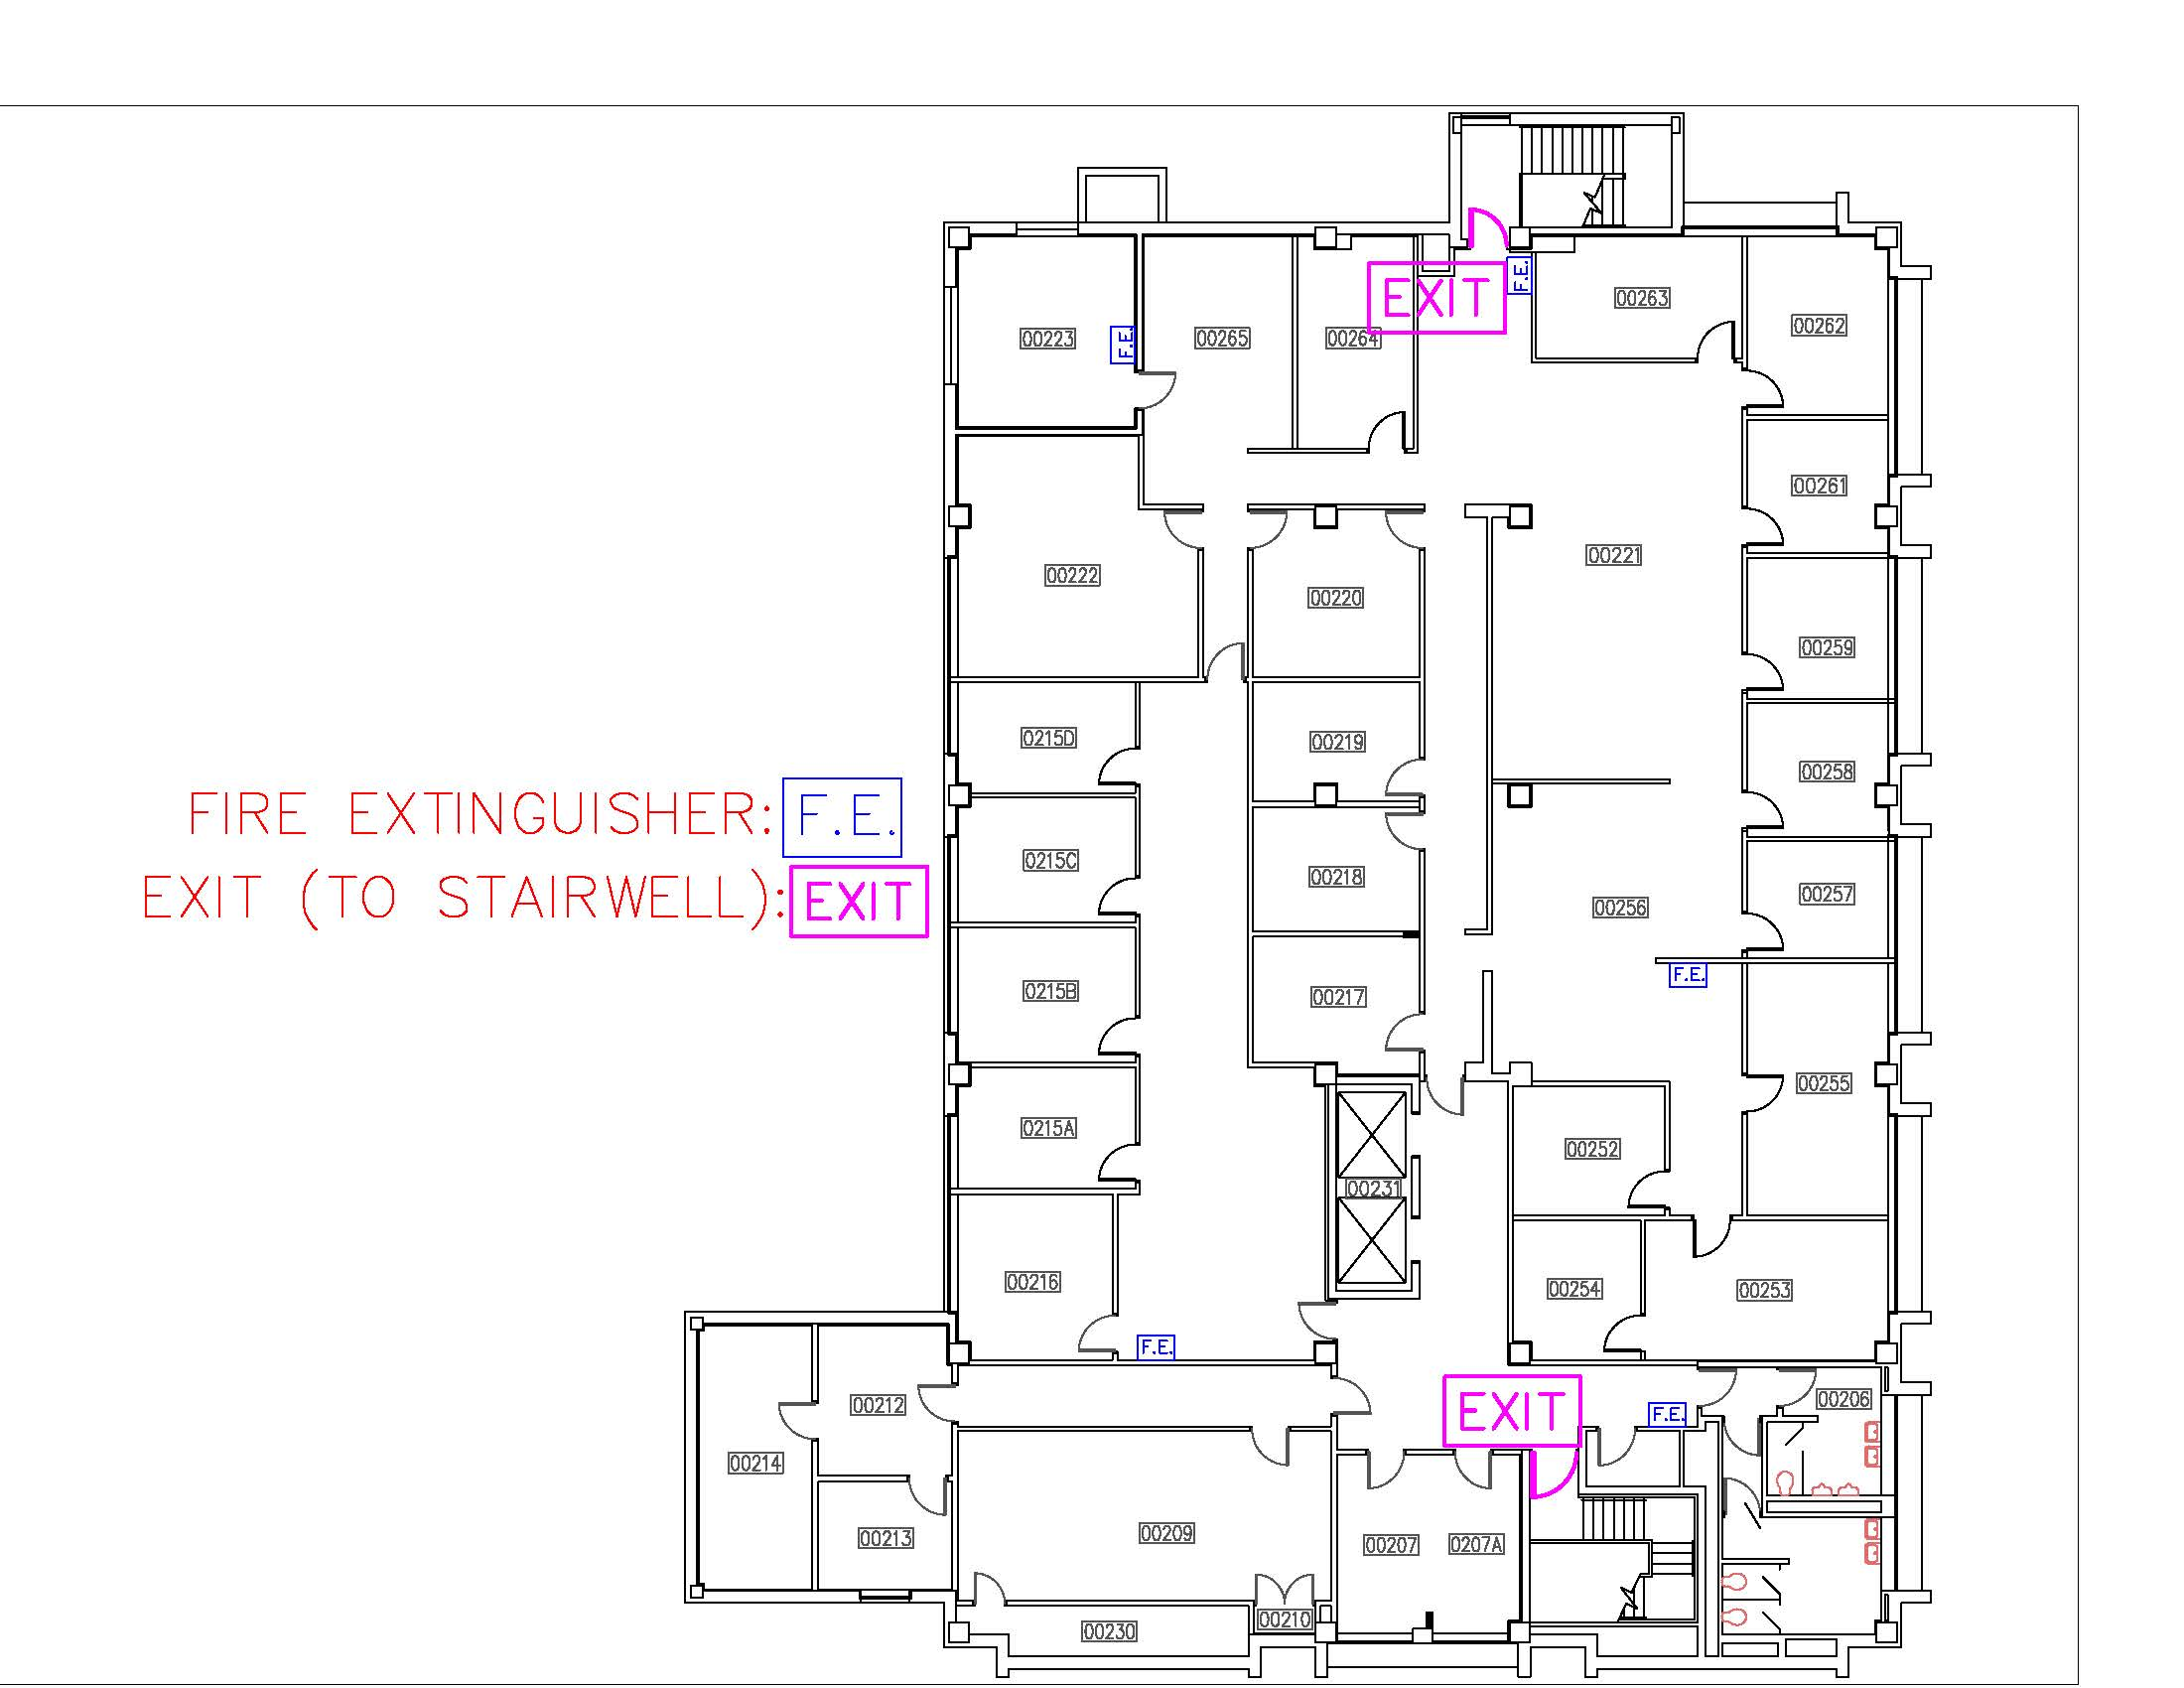 EXIT
F.E.
00263
00262
00223
F.E.
00265
00264
00261
00221
00222
00220
00259
0215D
00219
00258
FIRE EXTINGUISHER: F.E.
0215C
00218
00257
EXIT (TO STAIRWELL): EXIT
00256
F.E.
0215B
00217
00255
0215A
00252
00231
00216
00254
00253
F.E.
00212
EXIT
F.E.
00206
00214
00213
00209
00207
0207A
00210
00230